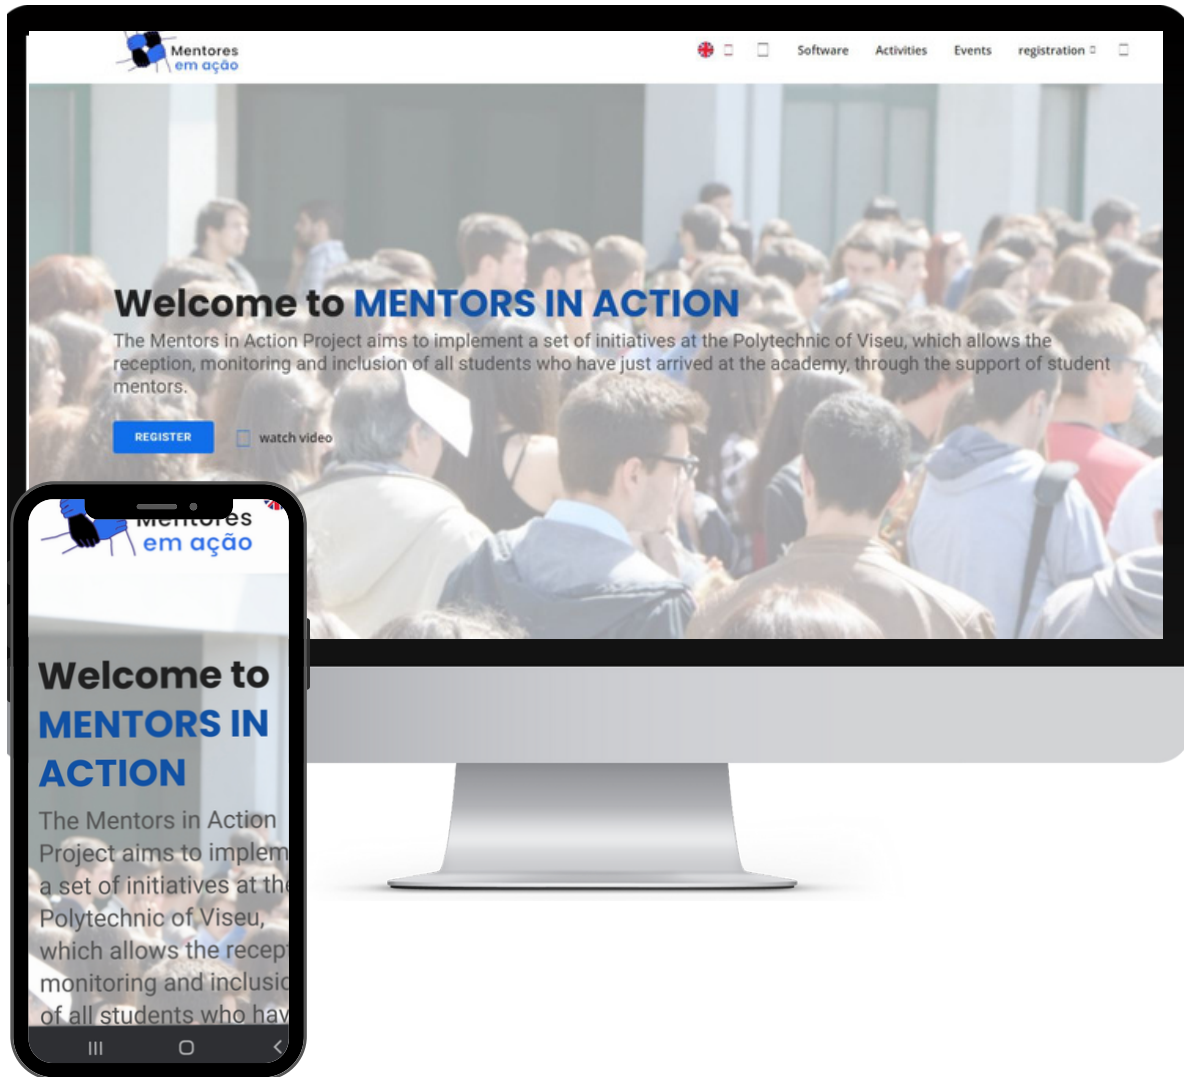 Mentores
em ação
Software Activities Events registration
Welcome to MENTORS IN ACTION
The Mentors in Action Project aims to implement a set of initiatives at the Polytechnic of Viseu, which allows the
reception, monitoring and inclusion of all students who have just arrived at the academy, through the support of student
mentors.
REGISTER watch video
Mentores
em ação
Welcome to
MENTORS IN
ACTION
The Mentors in Action
Project aims to implem
a set of initiatives at the
Polytechnic of Viseu,
which allows the recept
monitoring and inclusio
of all students who hav